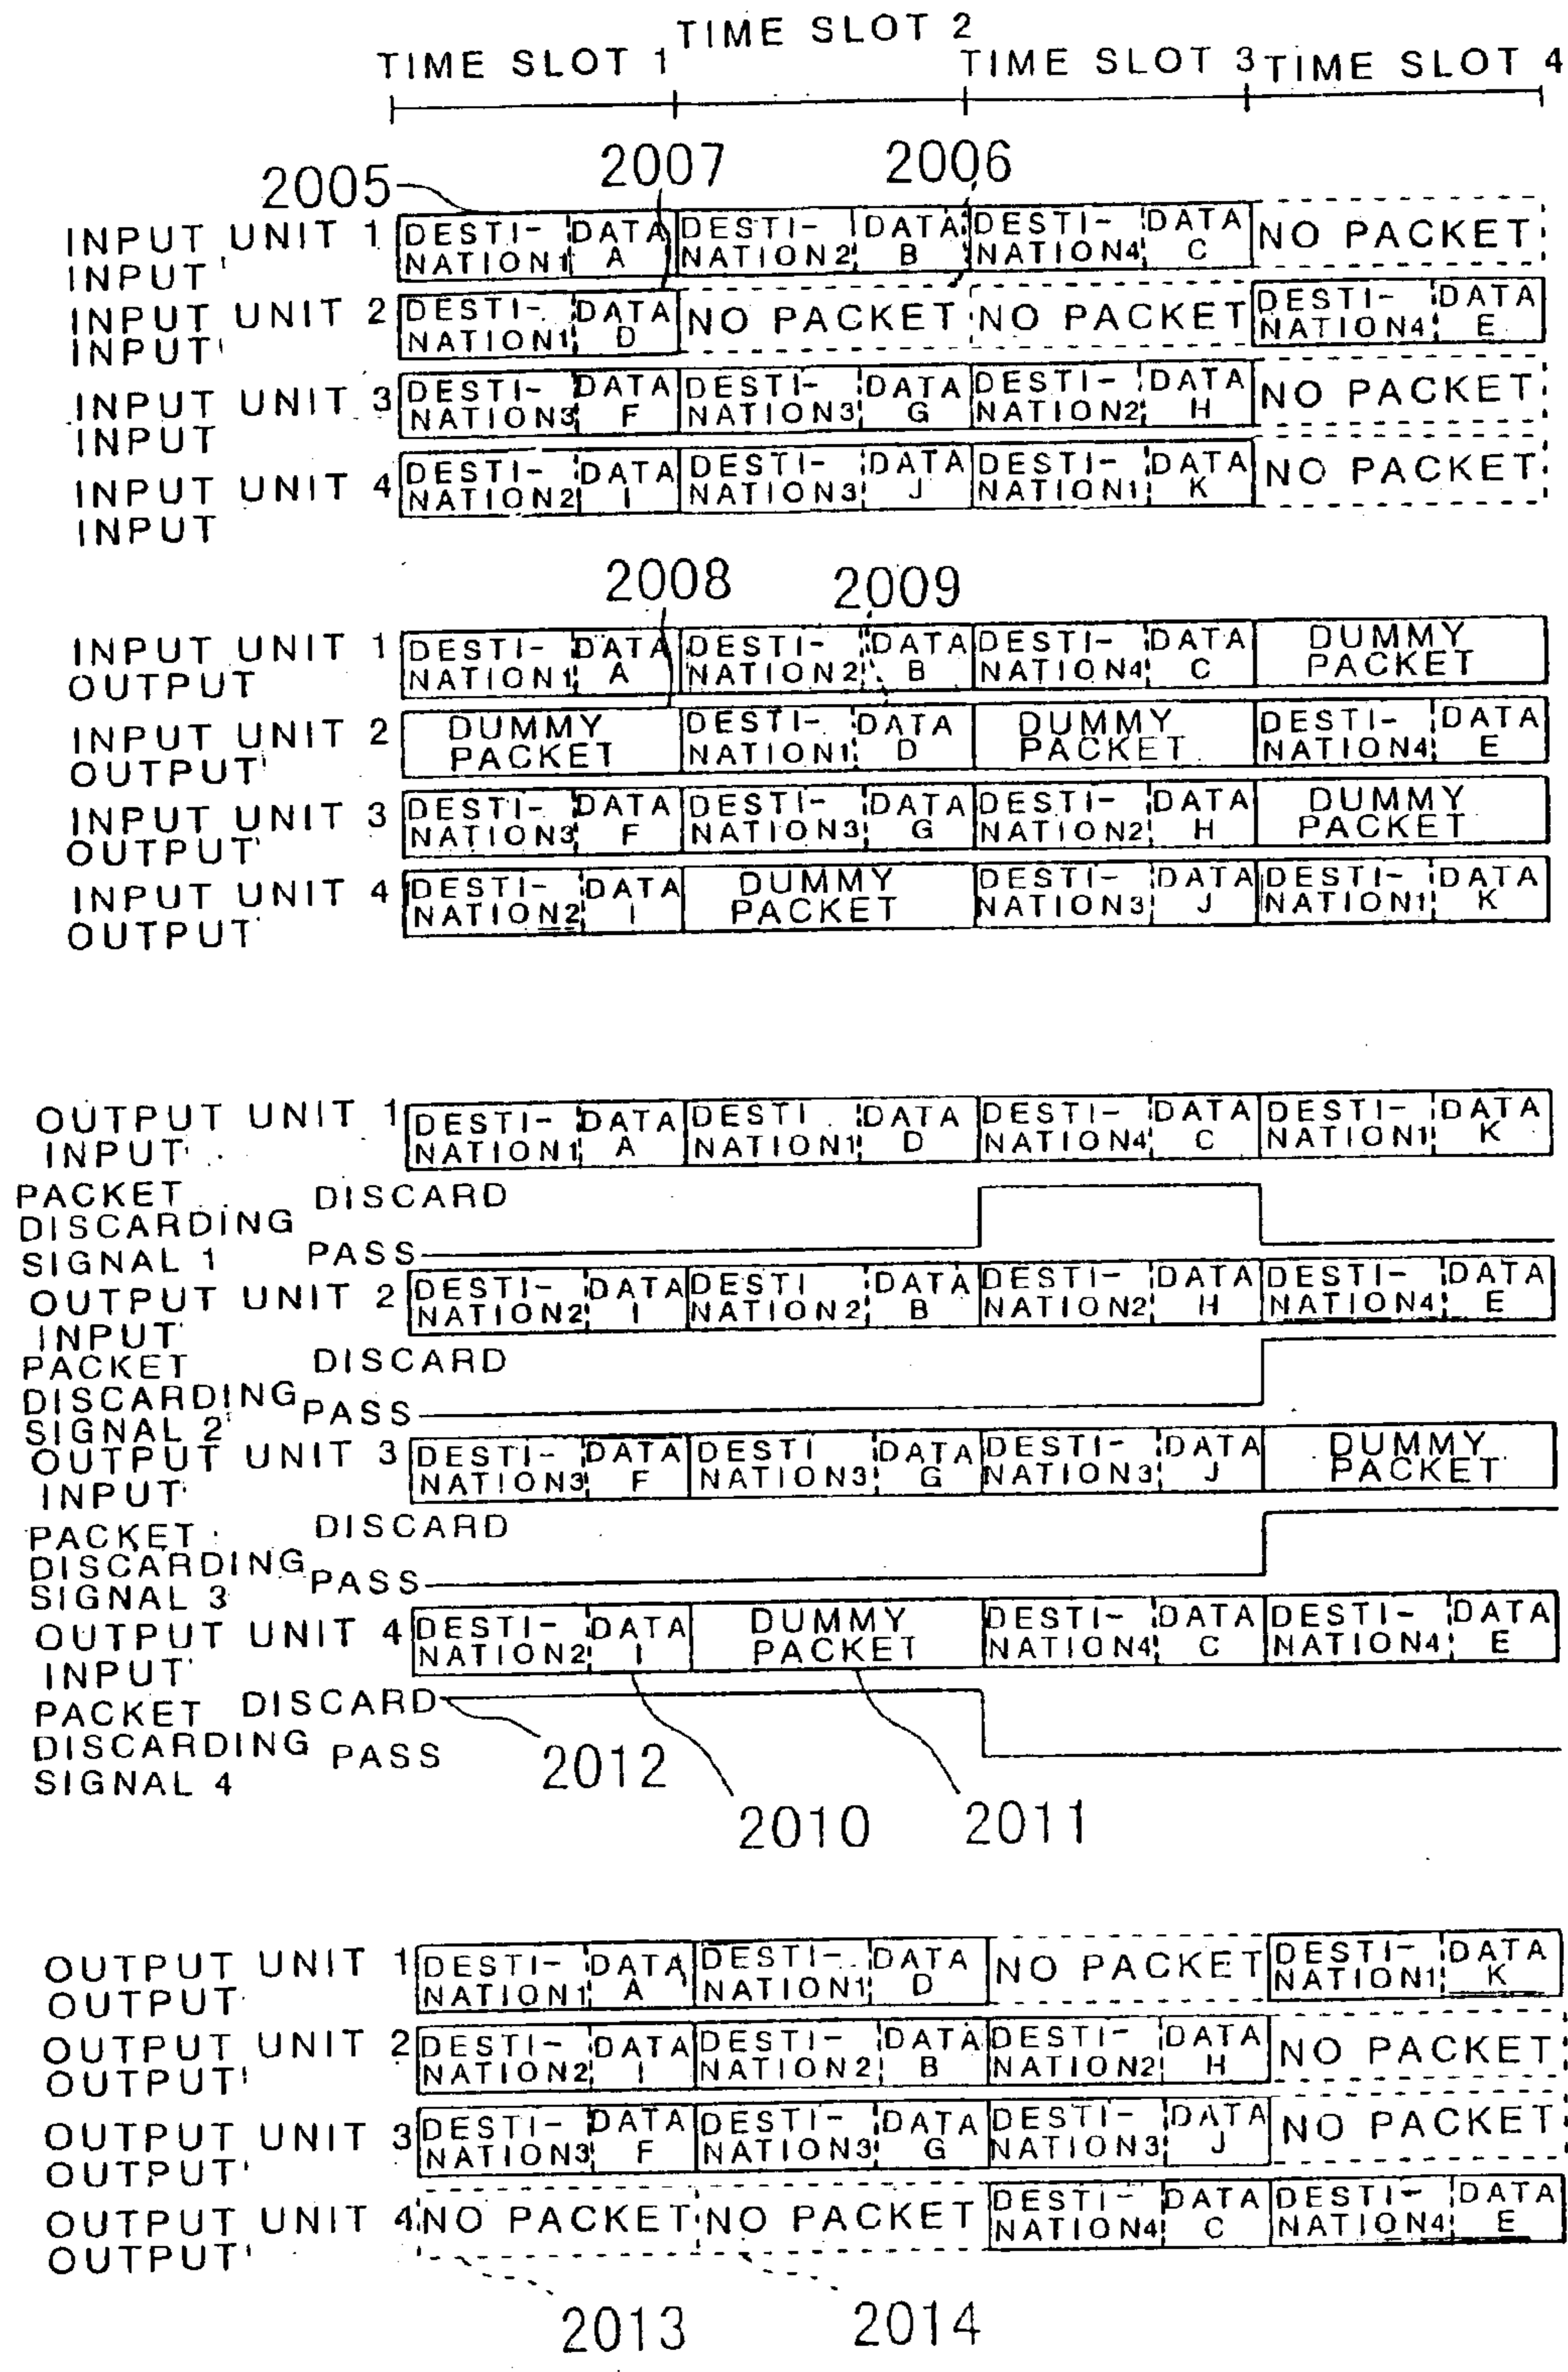 TIME SLOT 1 TIME SLOT 2 TIME SLOT 3 TIME SLOT 4
2005 2007 2006
INPUT UNIT 1 DESTI- DATA DESTI- DATA DESTI- DATA NO PACKET
INPUT NATION1 A NATION2 B NATION4 C
INPUT UNIT 2 DESTI- DATA NO PACKET NO PACKET DESTI- DATA
INPUT NATION1 D NATION4 E
INPUT UNIT 3 DESTI- DATA DESTI- DATA DESTI- DATA NO PACKET
INPUT NATION3 F NATION3 G NATION2 H
INPUT UNIT 4 DESTI- DATA DESTI- DATA DESTI- DATA NO PACKET
INPUT NATION2 I NATION3 J NATION1 K
2008 2009
INPUT UNIT 1 DESTI- DATA DESTI- DATA DESTI- DATA DUMMY
OUTPUT NATION1 A NATION2 B NATION4 C PACKET
INPUT UNIT 2 DUMMY DESTI- DATA DUMMY DESTI- DATA
OUTPUT PACKET NATION1 D PACKET NATION4 E
INPUT UNIT 3 DESTI- DATA DESTI- DATA DESTI- DATA DUMMY
OUTPUT NATION3 F NATION3 G NATION2 H PACKET
INPUT UNIT 4 DESTI- DATA DUMMY DESTI- DATA DESTI- DATA
OUTPUT NATION2 I PACKET NATION3 J NATION1 K
OUTPUT UNIT 1 DESTI- DATA DESTI DATA DESTI- DATA DESTI- DATA
INPUT NATION1 A NATION1 D NATION4 C NATION1 K
PACKET DISCARD
DISCARDING
SIGNAL 1 PASS
OUTPUT UNIT 2 DESTI- DATA DESTI DATA DESTI- DATA DESTI- DATA
INPUT NATION2 I NATION2 B NATION2 H NATION4 E
PACKET DISCARD
DISCARDING PASS
SIGNAL 2
OUTPUT UNIT 3 DESTI- DATA DESTI DATA DESTI- DATA DUMMY
INPUT NATION3 F NATION3 G NATION3 J PACKET
PACKET DISCARD
DISCARDING PASS
SIGNAL 3
OUTPUT UNIT 4 DESTI- DATA DUMMY DESTI- DATA DESTI- DATA
INPUT NATION2 I PACKET NATION4 C NATION4 E
PACKET DISCARD
DISCARDING PASS 2012
SIGNAL 4
2010 2011
OUTPUT UNIT 1 DESTI- DATA DESTI- DATA NO PACKET DESTI- DATA
OUTPUT NATION1 A NATION1 D NATION1 K
OUTPUT UNIT 2 DESTI- DATA DESTI- DATA DESTI- DATA NO PACKET
OUTPUT NATION2 I NATION2 B NATION2 H
OUTPUT UNIT 3 DESTI- DATA DESTI- DATA DESTI- DATA NO PACKET
OUTPUT NATION3 F NATION3 G NATION3 J
OUTPUT UNIT 4 NO PACKET NO PACKET DESTI- DATA DESTI- DATA
OUTPUT NATION4 C NATION4 E
2013 2014